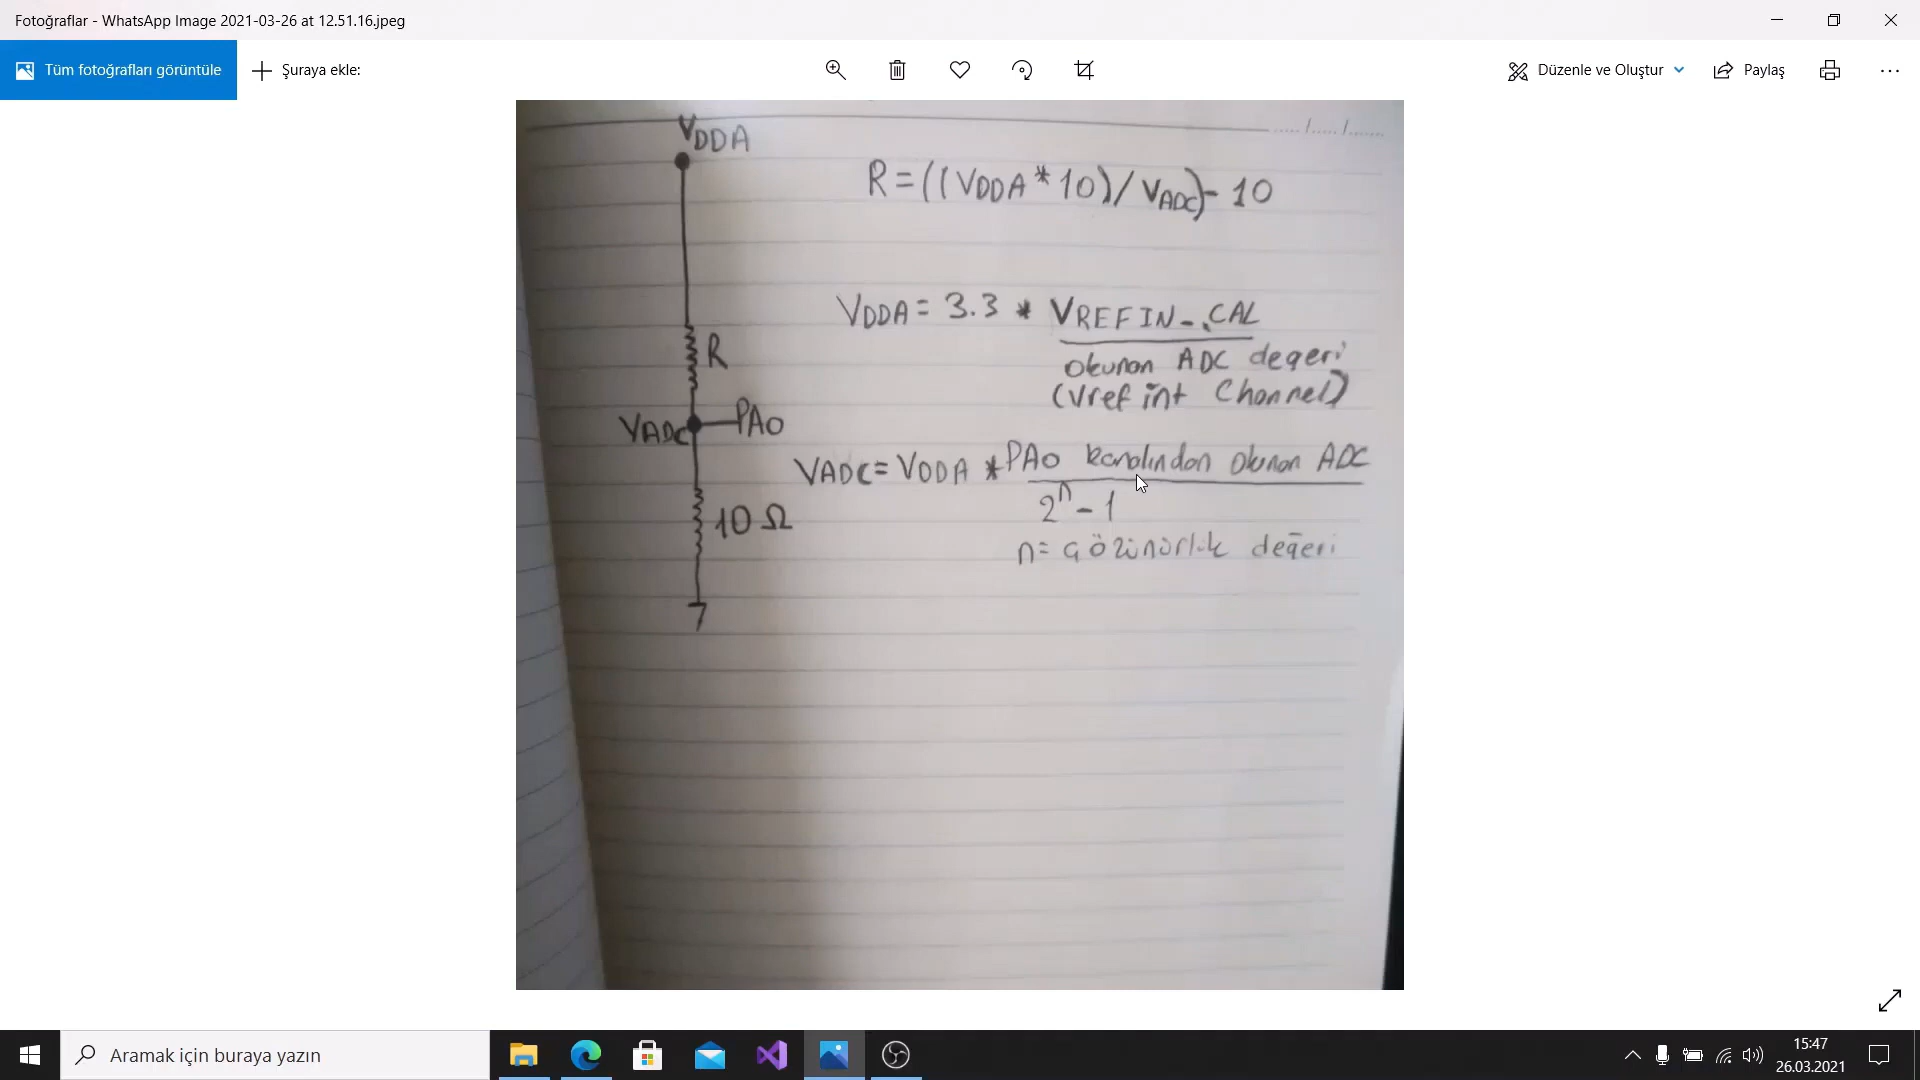 Fotoğraflar - WhatsApp Image 2021-03-26 at 12.51.16.jpeg
Tüm fotoğrafları görüntüle
Şuraya ekle:
Düzenle ve Oluştur
Paylaş
VDDA
R = ((VDDA * 10) / VADC) - 10
VDDA = 3.3 * VREFIN_CAL
okunan ADC degeri
(Vref int Channel)
R
VADC PA0
VADC = VDDA * PA0 kanalından okunan ADC
2^n - 1
10 Ω
n = çözünürlük değeri
Aramak için buraya yazın
15:47
26.03.2021